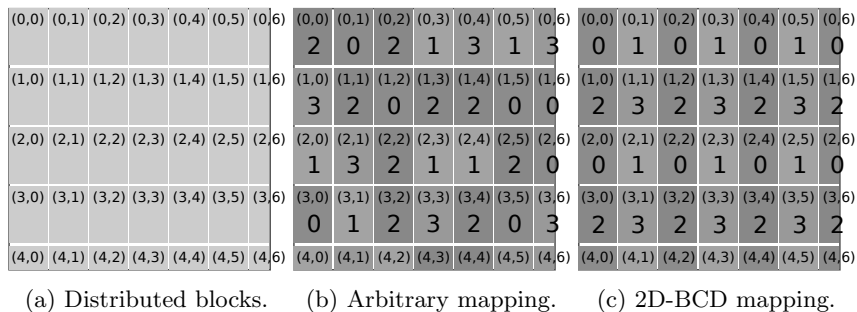 (0,0) (0,1) (0,2) (0,3) (0,4) (0,5) (0,6) (0,0) (0,1) (0,2) (0,3) (0,4) (0,5) (0,6) (0,0) (0,1) (0,2) (0,3) (0,4) (0,5) (0,6)
2 0 2 1 3 1 3 0 1 0 1 0 1 0
(1,0) (1,1) (1,2) (1,3) (1,4) (1,5) (1,6) (1,0) (1,1) (1,2) (1,3) (1,4) (1,5) (1,6) (1,0) (1,1) (1,2) (1,3) (1,4) (1,5) (1,6)
3 2 0 2 2 0 0 2 3 2 3 2 3 2
(2,0) (2,1) (2,2) (2,3) (2,4) (2,5) (2,6) (2,0) (2,1) (2,2) (2,3) (2,4) (2,5) (2,6) (2,0) (2,1) (2,2) (2,3) (2,4) (2,5) (2,6)
1 3 2 1 1 2 0 0 1 0 1 0 1 0
(3,0) (3,1) (3,2) (3,3) (3,4) (3,5) (3,6) (3,0) (3,1) (3,2) (3,3) (3,4) (3,5) (3,6) (3,0) (3,1) (3,2) (3,3) (3,4) (3,5) (3,6)
0 1 2 3 2 0 3 2 3 2 3 2 3 2
(4,0) (4,1) (4,2) (4,3) (4,4) (4,5) (4,6) (4,0) (4,1) (4,2) (4,3) (4,4) (4,5) (4,6) (4,0) (4,1) (4,2) (4,3) (4,4) (4,5) (4,6)
(a) Distributed blocks. (b) Arbitrary mapping. (c) 2D-BCD mapping.